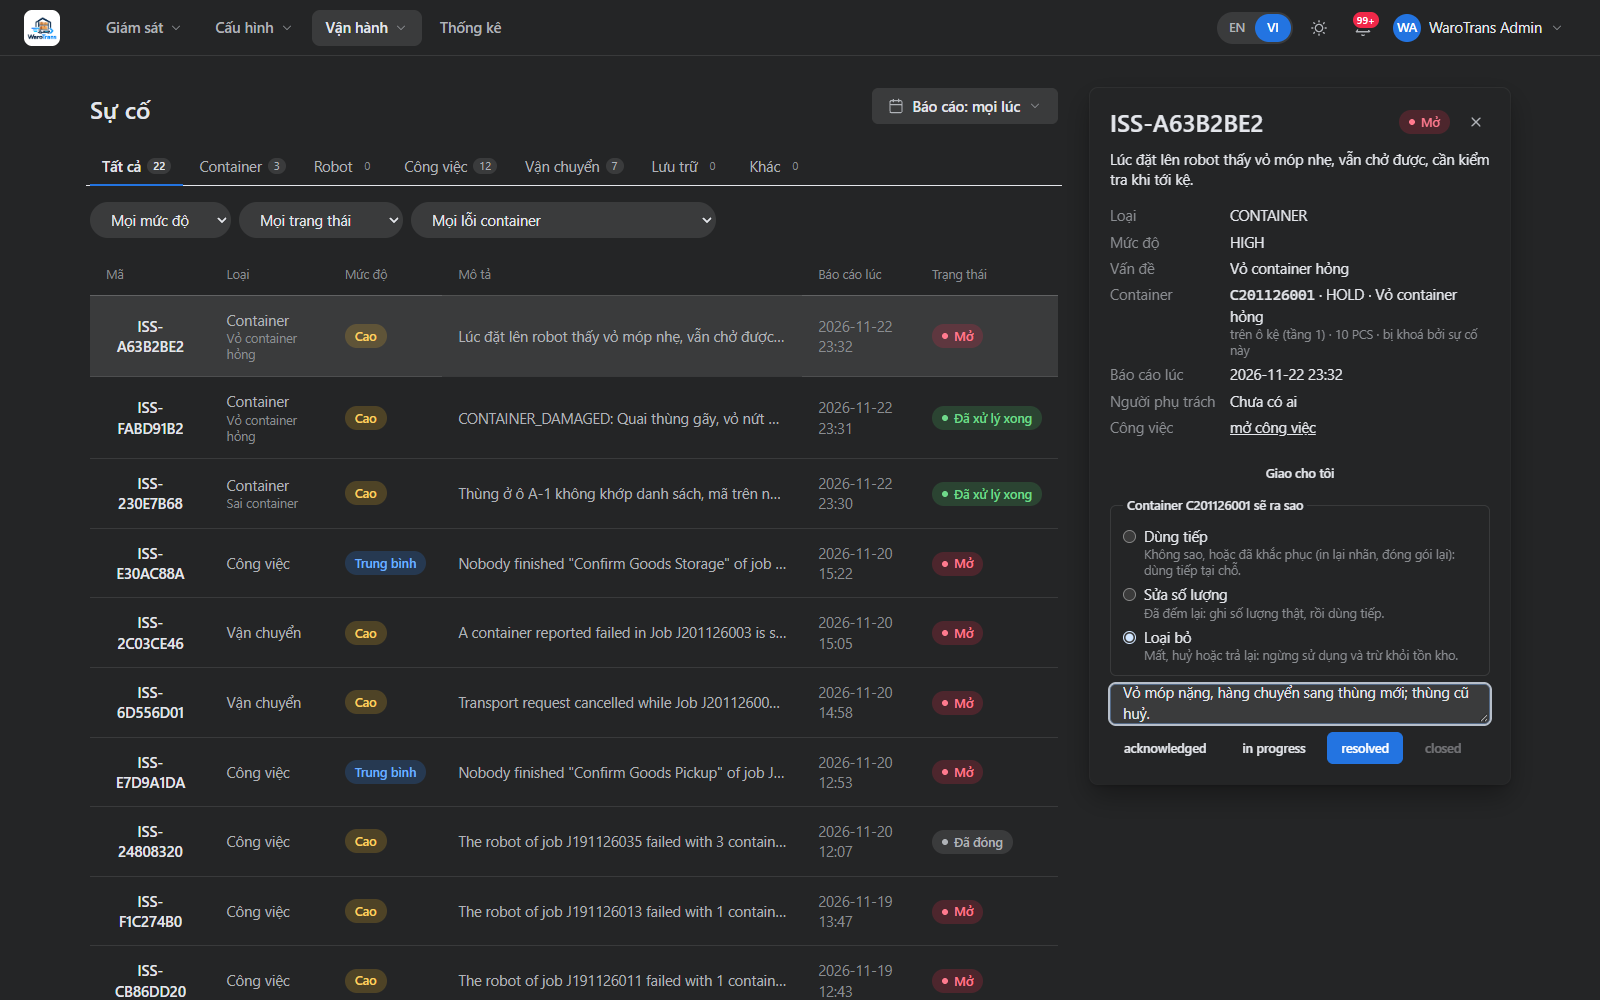 WaroTrans
Giám sát
Cấu hình
Vận hành
Thống kê
EN
VI
99+
WA
WaroTrans Admin
Sự cố
Báo cáo: mọi lúc
Tất cả 22
Container 3
Robot 0
Công việc 12
Vận chuyển 7
Lưu trữ 0
Khác 0
Mọi mức độ
Mọi trạng thái
Mọi lỗi container
Mã
Loại
Mức độ
Mô tả
Báo cáo lúc
Trạng thái
ISS-
A63B2BE2
Container
Vỏ container
hỏng
Cao
Lúc đặt lên robot thấy vỏ móp nhẹ, vẫn chở được...
2026-11-22
23:32
Mở
ISS-
FABD91B2
Container
Vỏ container
hỏng
Cao
CONTAINER_DAMAGED: Quai thùng gãy, vỏ nứt ...
2026-11-22
23:31
Đã xử lý xong
ISS-
230E7B68
Container
Sai container
Cao
Thùng ở ô A-1 không khớp danh sách, mã trên n...
2026-11-22
23:30
Đã xử lý xong
ISS-
E30AC88A
Công việc
Trung bình
Nobody finished "Confirm Goods Storage" of job ...
2026-11-20
15:22
Mở
ISS-
2C03CE46
Vận chuyển
Cao
A container reported failed in Job J201126003 is s...
2026-11-20
15:05
Mở
ISS-
6D556D01
Vận chuyển
Cao
Transport request cancelled while Job J20112600...
2026-11-20
14:58
Mở
ISS-
E7D9A1DA
Công việc
Trung bình
Nobody finished "Confirm Goods Pickup" of job J...
2026-11-20
12:53
Mở
ISS-
24808320
Công việc
Cao
The robot of job J191126035 failed with 3 contain...
2026-11-20
12:07
Đã đóng
ISS-
F1C274B0
Công việc
Cao
The robot of job J191126013 failed with 1 contain...
2026-11-19
13:47
Mở
ISS-
CB86DD20
Công việc
Cao
The robot of job J191126011 failed with 1 contain...
2026-11-19
12:43
Mở
ISS-A63B2BE2
Mở
Lúc đặt lên robot thấy vỏ móp nhẹ, vẫn chở được, cần kiểm
tra khi tới kệ.
Loại
CONTAINER
Mức độ
HIGH
Vấn đề
Vỏ container hỏng
Container
C201126001 · HOLD · Vỏ container
hỏng
trên ô kệ (tầng 1) · 10 PCS · bị khoá bởi sự cố
này
Báo cáo lúc
2026-11-22 23:32
Người phụ trách
Chưa có ai
Công việc
mở công việc
Giao cho tôi
Container C201126001 sẽ ra sao
Dùng tiếp
Không sao, hoặc đã khắc phục (in lại nhãn, đóng gói lại):
dùng tiếp tại chỗ.
Sửa số lượng
Đã đếm lại: ghi số lượng thật, rồi dùng tiếp.
Loại bỏ
Mất, huỷ hoặc trả lại: ngừng sử dụng và trừ khỏi tồn kho.
Vỏ móp nặng, hàng chuyển sang thùng mới; thùng cũ
huỷ.
acknowledged
in progress
resolved
closed